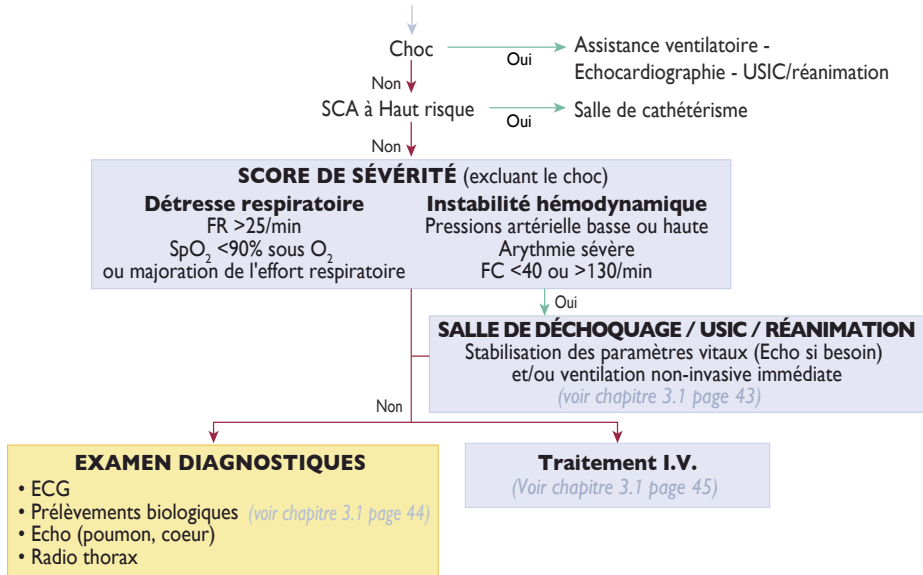 Choc
Oui
Assistance ventilatoire -
Echocardiographie - USIC/réanimation
Non
SCA à Haut risque
Oui
Salle de cathétérisme
Non
SCORE DE SÉVÉRITÉ (excluant le choc)
Détresse respiratoire
FR >25/min
SpO2 <90% sous O2
ou majoration de l'effort respiratoire
Instabilité hémodynamique
Pressions artérielle basse ou haute
Arythmie sévère
FC <40 ou >130/min
Oui
SALLE DE DÉCHOQUAGE / USIC / RÉANIMATION
Stabilisation des paramètres vitaux (Echo si besoin)
et/ou ventilation non-invasive immédiate
(voir chapitre 3.1 page 43)
Non
EXAMEN DIAGNOSTIQUES
• ECG
• Prélèvements biologiques (voir chapitre 3.1 page 44)
• Echo (poumon, coeur)
• Radio thorax
Traitement I.V.
(Voir chapitre 3.1 page 45)